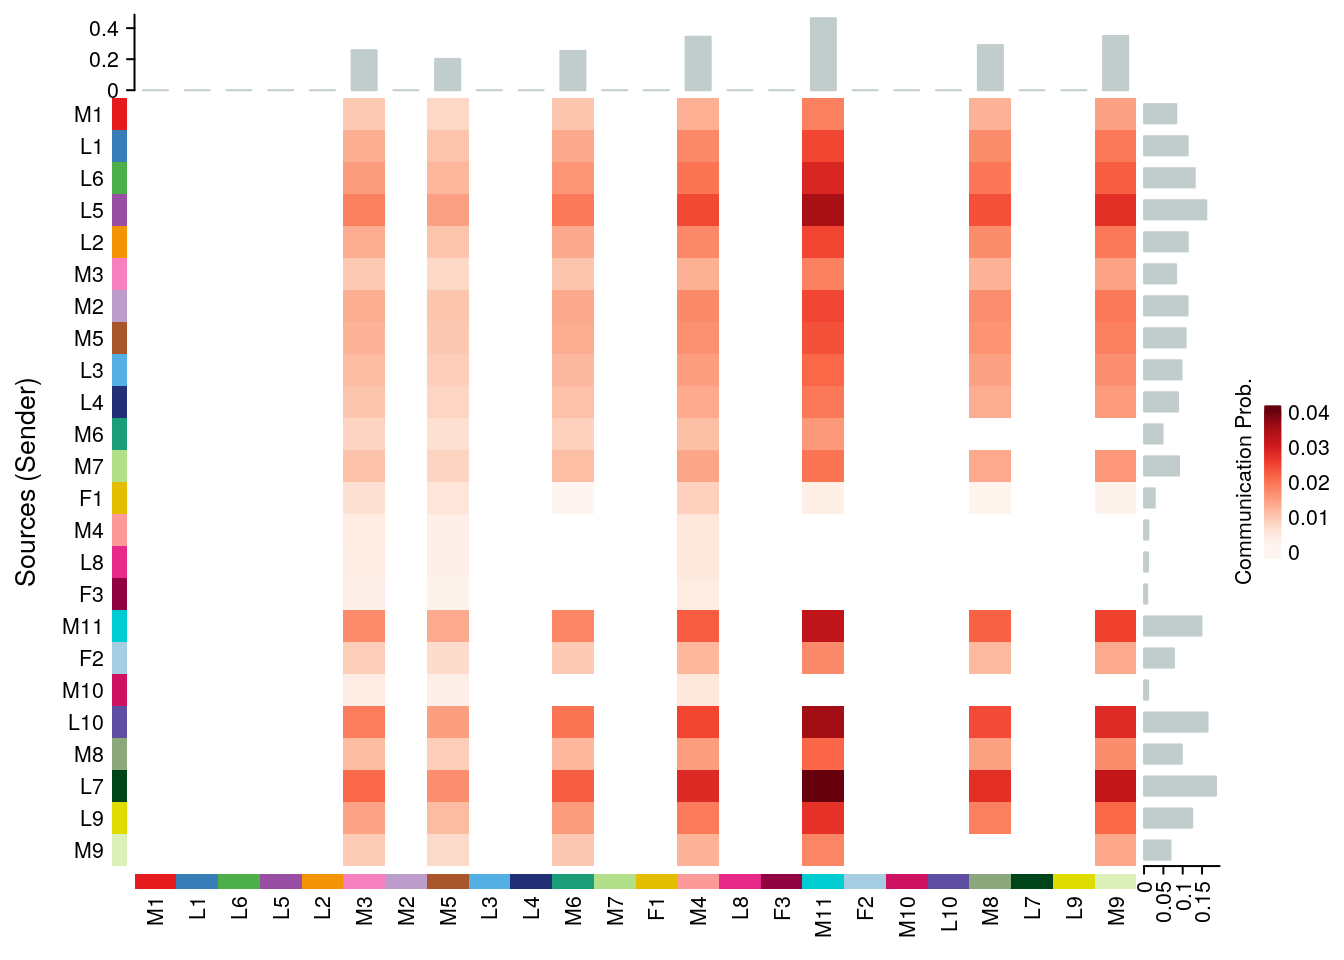 0.4
0.2
0
M1
L1
L6
L5
L2
M3
M2
M5
L3
L4
M6
M7
F1
M4
L8
F3
M11
F2
M10
L10
M8
L7
L9
M9
Sources (Sender)
M1
L1
L6
L5
L2
M3
M2
M5
L3
L4
M6
M7
F1
M4
L8
F3
M11
F2
M10
L10
M8
L7
L9
M9
0
0.05
0.1
0.15
Communication Prob.
0.04
0.03
0.02
0.01
0